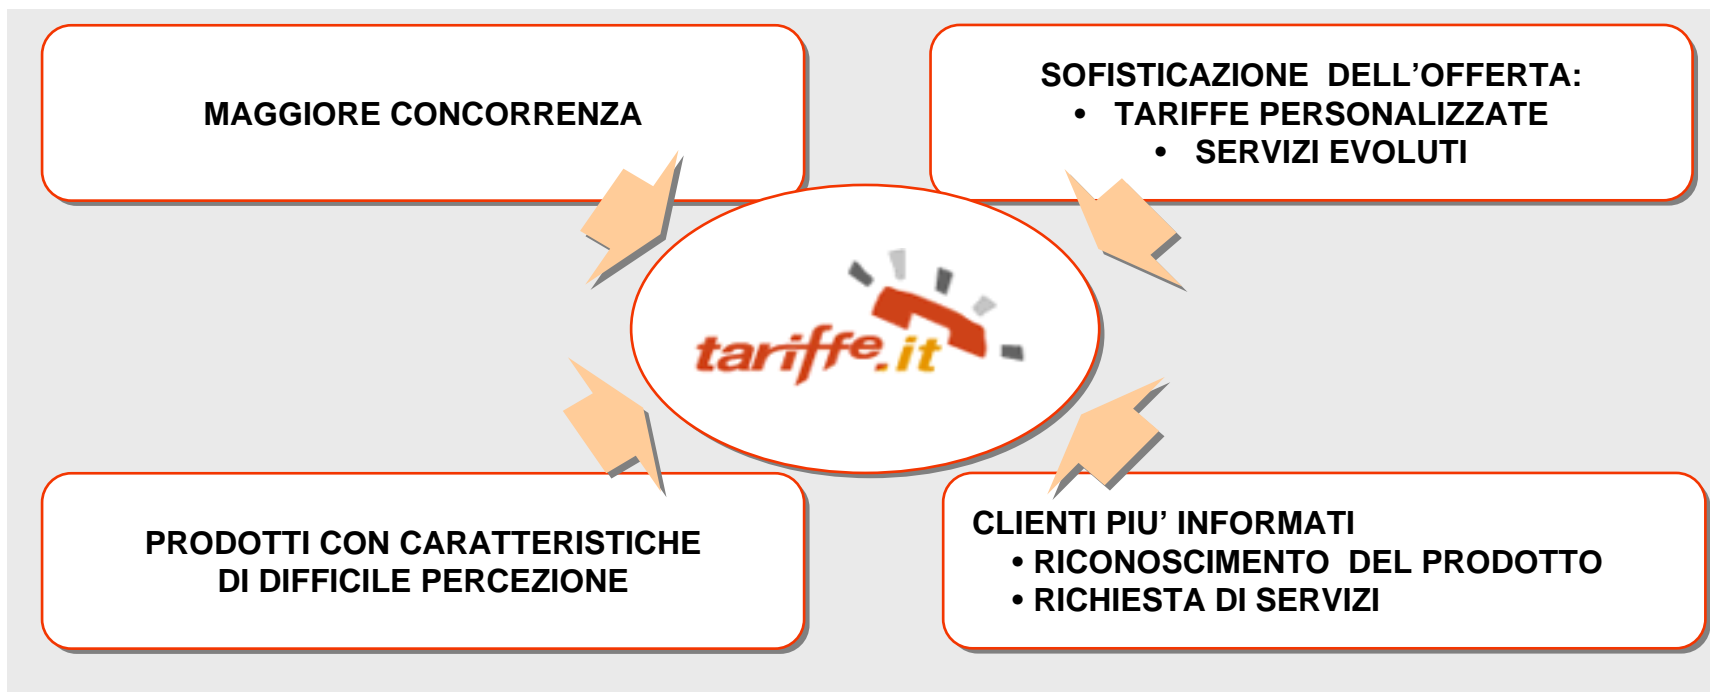 MAGGIORE CONCORRENZA
SOFISTICAZIONE DELL’OFFERTA:
• TARIFFE PERSONALIZZATE
• SERVIZI EVOLUTI
tariffe.it
PRODOTTI CON CARATTERISTICHE
DI DIFFICILE PERCEZIONE
CLIENTI PIU’ INFORMATI
• RICONOSCIMENTO DEL PRODOTTO
• RICHIESTA DI SERVIZI